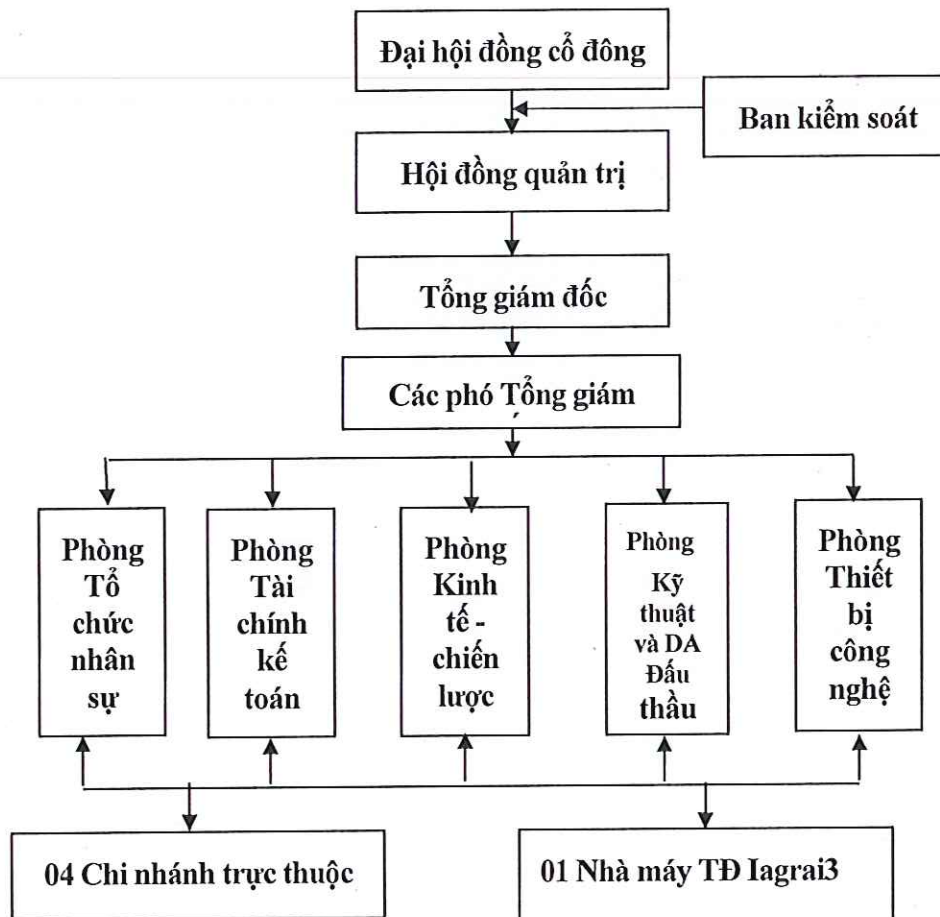 Đại hội đồng cổ đông
Ban kiểm soát
Hội đồng quản trị
Tổng giám đốc
Các phó Tổng giám
Phòng
Tổ
chức
nhân
sự
Phòng
Tài
chính
kế
toán
Phòng
Kinh
tế -
chiến
lược
Phòng
Kỹ
thuật
và DA
Đấu
thầu
Phòng
Thiết
bị
công
nghệ
04 Chi nhánh trực thuộc
01 Nhà máy TĐ Iagrai3